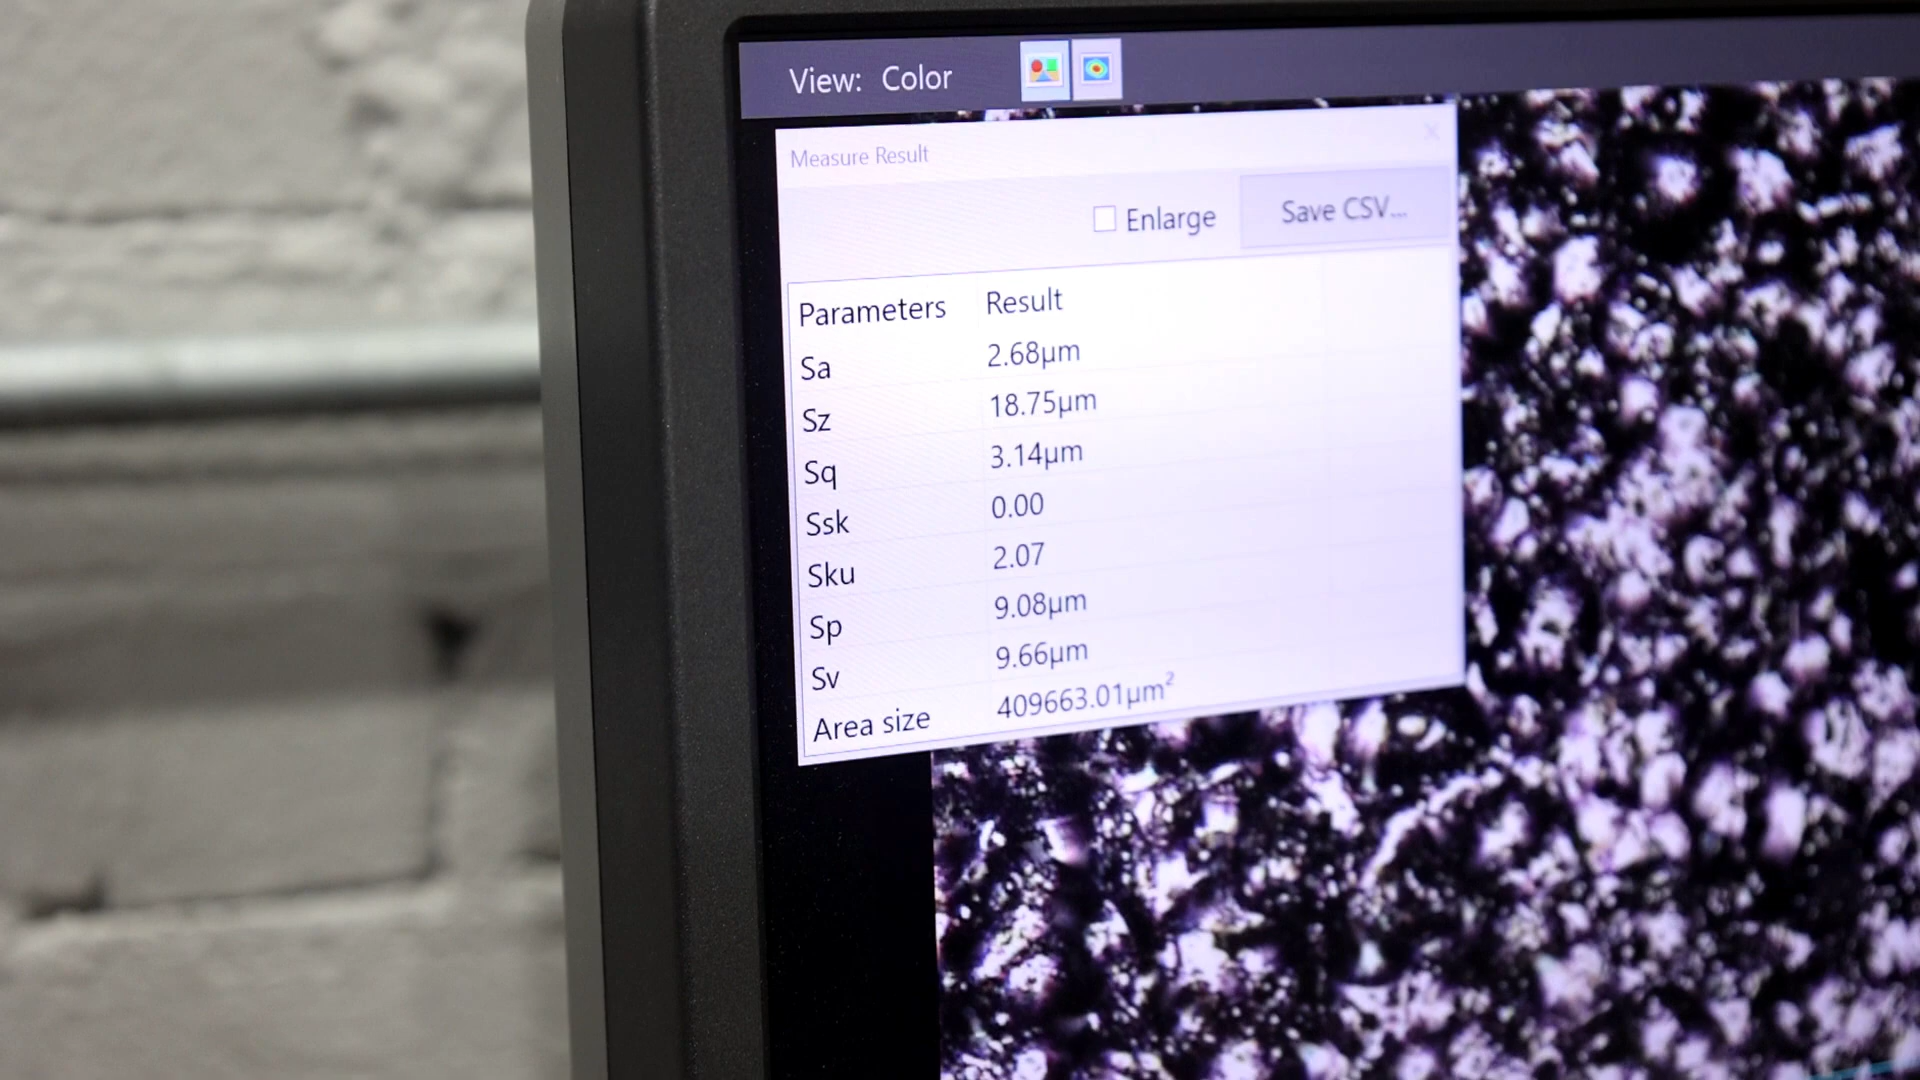 View: Color
Measure Result
Enlarge Save CSV...
Parameters Result
Sa 2.68µm
Sz 18.75µm
Sq 3.14µm
Ssk 0.00
Sku 2.07
Sp 9.08µm
Sv 9.66µm
Area size 409663.01µm²